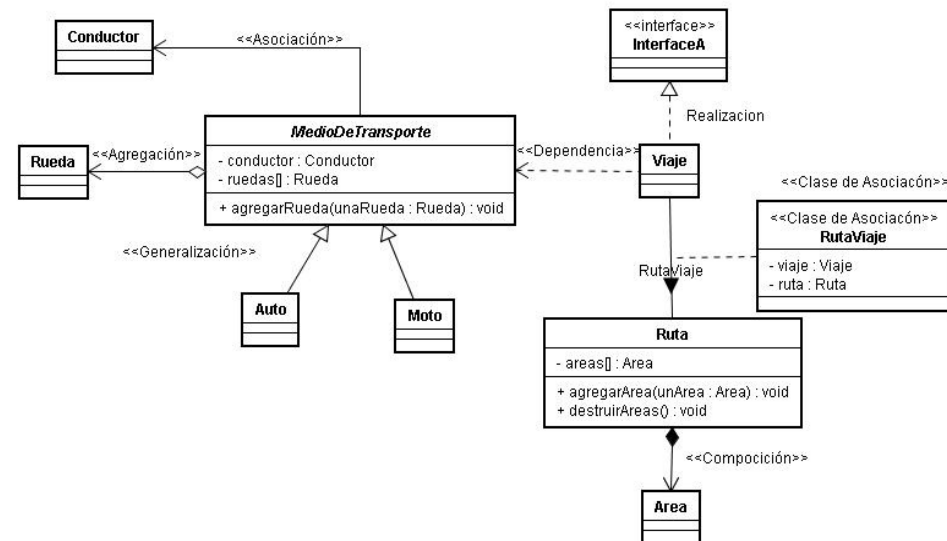 Conductor
<<Asociación>>
<<interface>>
InterfaceA
Realizacion
MedioDeTransporte
- conductor : Conductor
- ruedas[] : Rueda
+ agregarRueda(unaRueda : Rueda) : void
Rueda
<<Agregación>>
<<Dependencia>>
Viaje
<<Clase de Asociacón>>
<<Clase de Asociacón>>
RutaViaje
- viaje : Viaje
- ruta : Ruta
<<Generalización>>
RutaViaje
Auto
Moto
Ruta
- areas[] : Area
+ agregarArea(unArea : Area) : void
+ destruirAreas() : void
<<Compocición>>
Area